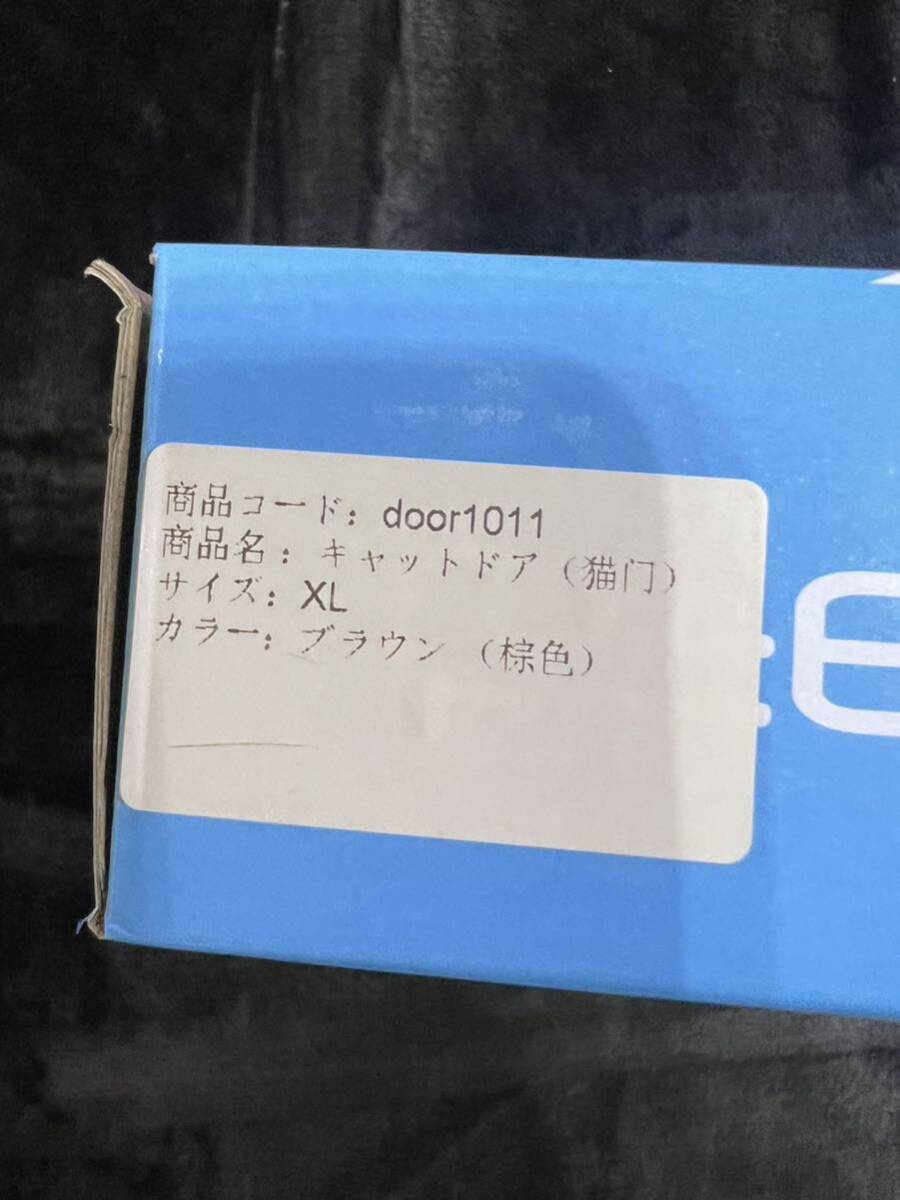 商品コード: door1011
商品名: キャットドア (猫门)
サイズ: XL
カラー: ブラウン (棕色)